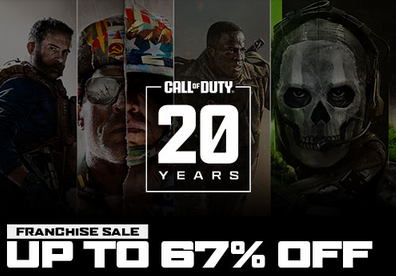 CALL OF DUTY
20
YEARS
FRANCHISE SALE
UP TO 67% OFF